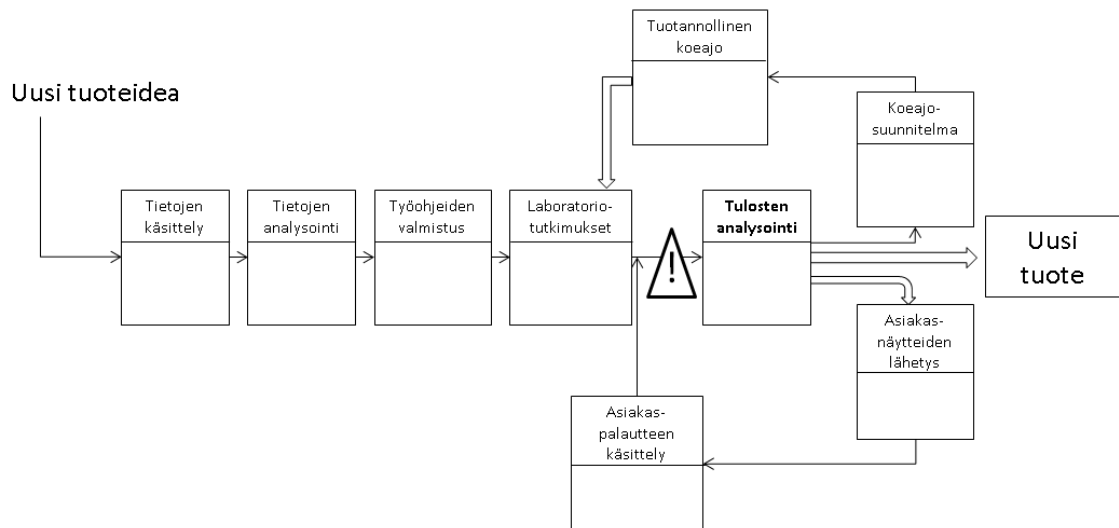 Uusi tuoteidea
Tietojen
käsittely
Tietojen
analysointi
Työohjeiden
valmistus
Laboratorio-
tutkimukset
Tuotannollinen
koeajo
!
Tulosten
analysointi
Koeajo-
suunnitelma
Uusi
tuote
Asiakas-
näytteiden
lähetys
Asiakas-
palautteen
käsittely